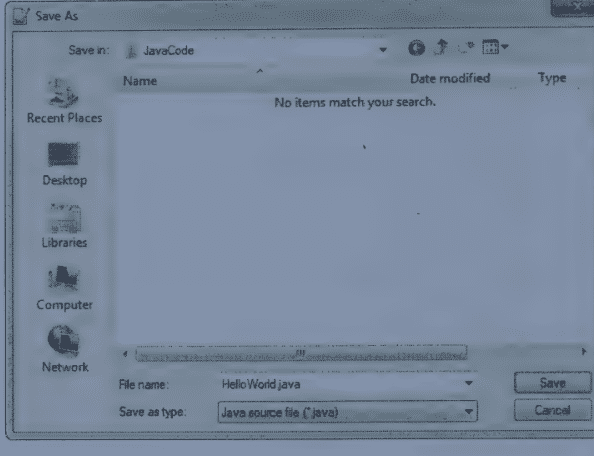 Save As
Save in: JavaCode
Name Date modified Type
No items match your search.
Recent Places
Desktop
Libraries
Computer
Network
File name: HelloWorld.java Save
Save as type: Java source file (*.java) Cancel